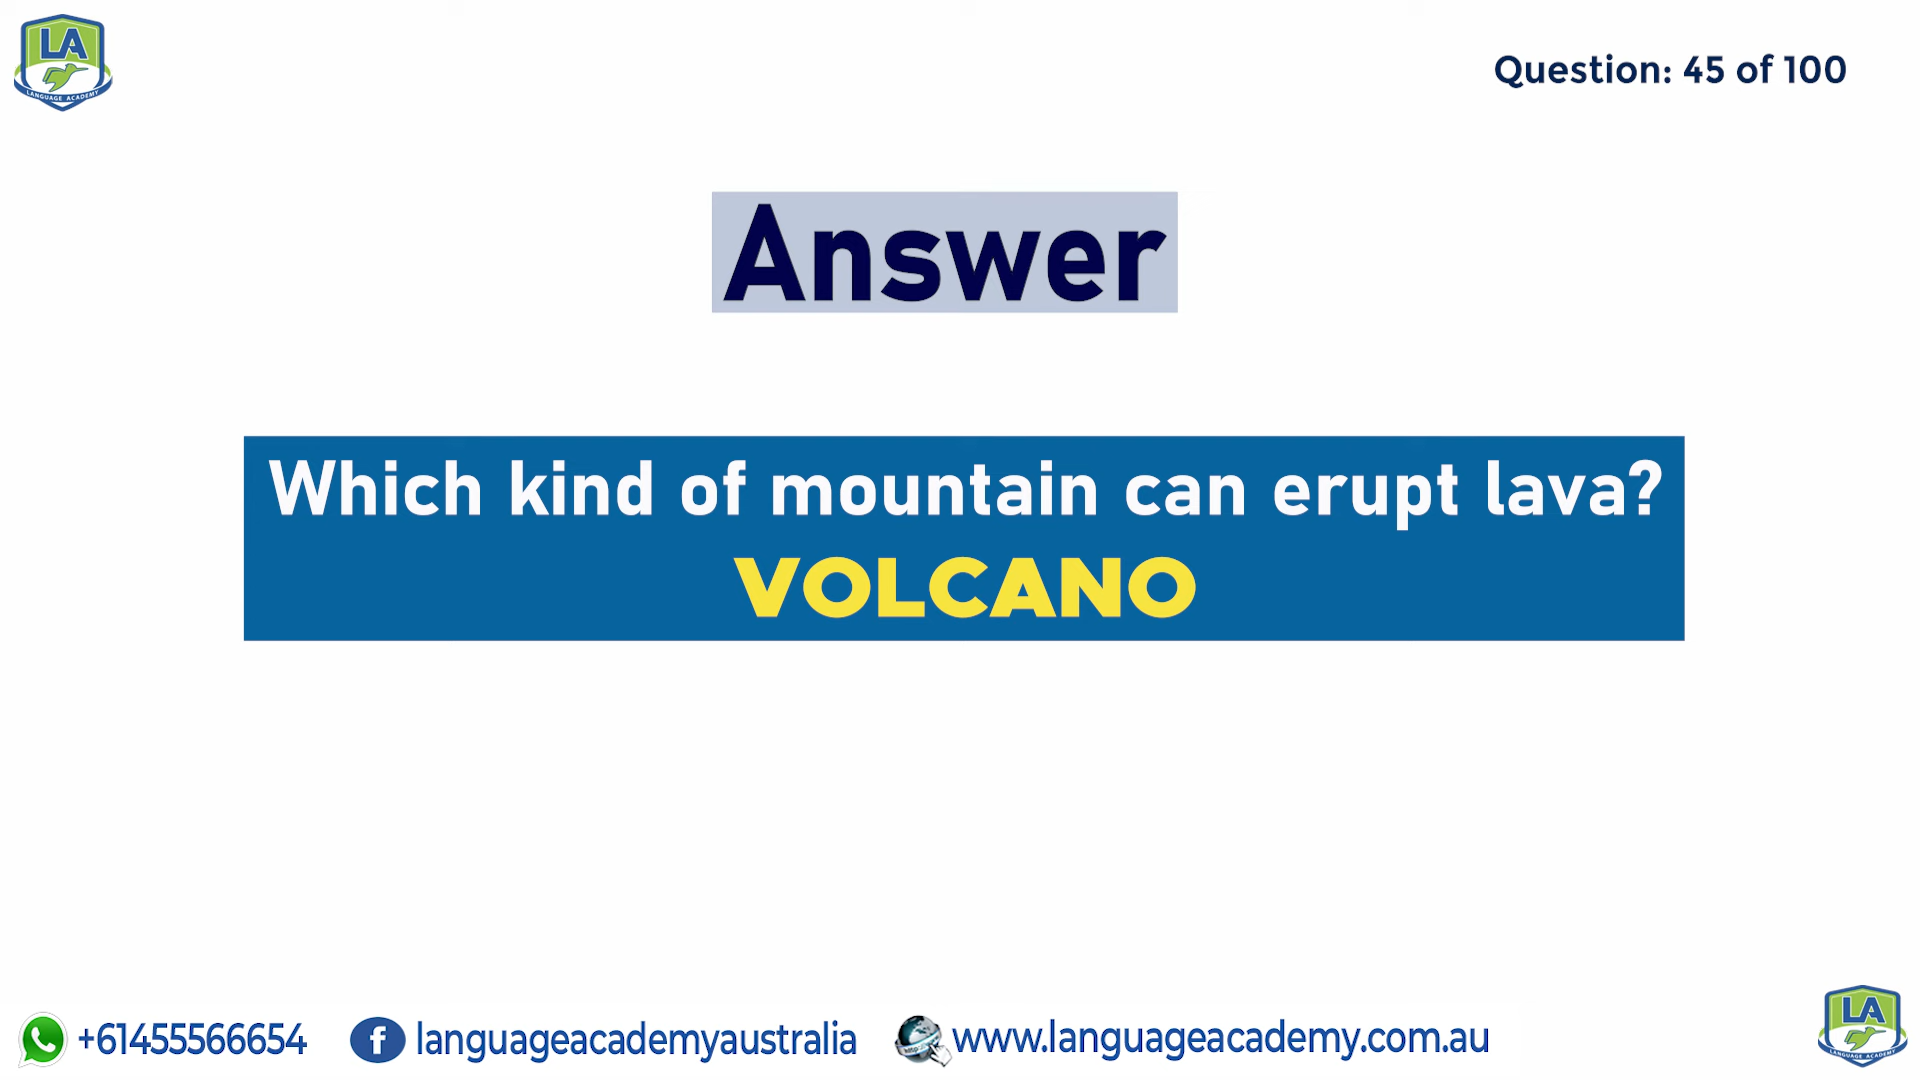 LA
LANGUAGE ACADEMY
Question: 45 of 100
Answer
Which kind of mountain can erupt lava?
VOLCANO
+61455566654
f
languageacademyaustralia
http
www.languageacademy.com.au
LA
LANGUAGE ACADEMY